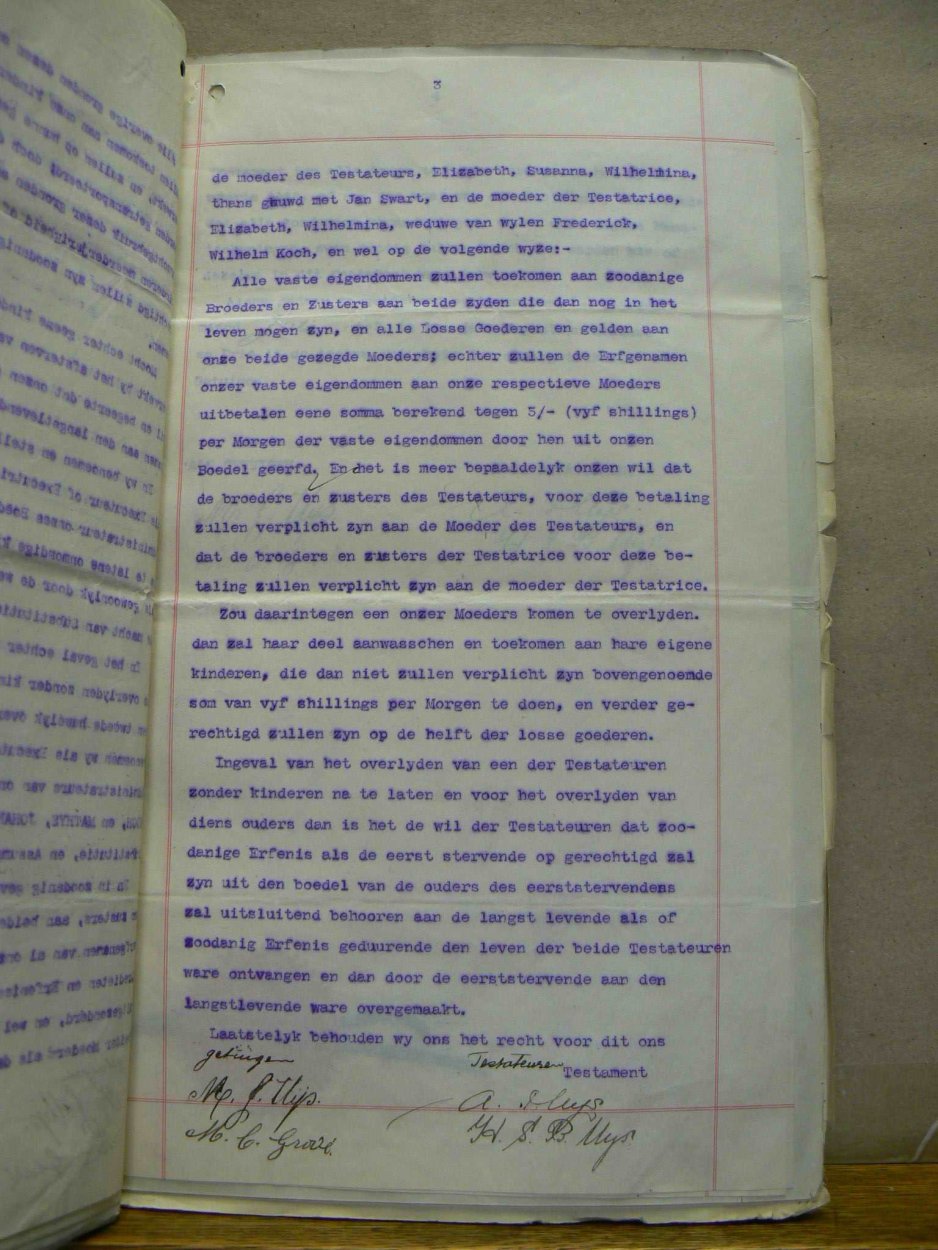 3
de moeder des Testateurs, Elizabeth, Susanna, Wilhelmina,
thans ghuwd met Jan Swart, en de moeder der Testatrice,
Elizabeth, Wilhelmina, weduwe van wylen Frederick,
Wilhelm Koch, en wel op de volgende wyze:-
Alle vaste eigendommen zullen toekomen aan zoodanige
Broeders en Zusters aan beide zyden die dan nog in het
leven mogen zyn, en alle Losse Goederen en gelden aan
onze beide gezegde Moeders; echter zullen de Erfgenamen
onzer vaste eigendommen aan onze respectieve Moeders
uitbetalen eene somma berekend tegen 5/- (vyf shillings)
per Morgen der vaste eigendommen door hen uit onzen
Boedel geerfd. En het is meer bepaaldelyk onzen wil dat
de broeders en zusters des Testateurs, voor deze betaling
zullen verplicht zyn aan de Moeder des Testateurs, en
dat de broeders en zusters der Testatrice voor deze be-
taling zullen verplicht zyn aan de moeder der Testatrice.
Zou daarintegen een onzer Moeders komen te overlyden.
dan zal haar deel aanwasschen en toekomen aan hare eigene
kinderen, die dan niet zullen verplicht zyn bovengenoemde
som van vyf shillings per Morgen te doen, en verder ge-
rechtigd zullen zyn op de helft der losse goederen.
Ingeval van het overlyden van een der Testateuren
zonder kinderen na te laten en voor het overlyden van
diens ouders dan is het de wil der Testateuren dat zoo-
danige Erfenis als de eerst stervende op gerechtigd zal
zyn uit den boedel van de ouders des eerststervendens
zal uitsluitend behooren aan de langst levende als of
zoodanig Erfenis geduurende den leven der beide Testateuren
ware ontvangen en dan door de eerststervende aan den
langstlevende ware overgemaakt.
Laatstelyk behouden wy ons het recht voor dit ons
getuigen Testateuren Testament
M. J. Uys. A. J. Uys
M. C. Grové. H. S. B. Uys